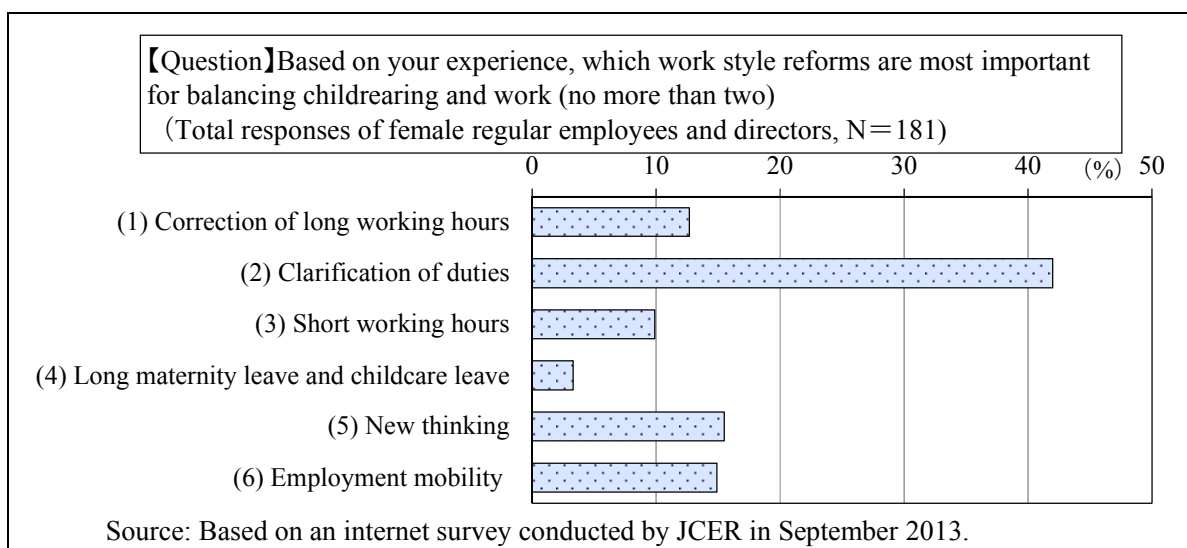 【Question】Based on your experience, which work style reforms are most important
for balancing childrearing and work (no more than two)
（Total responses of female regular employees and directors, N＝181)
0 10 20 30 40 (%) 50
(1) Correction of long working hours
(2) Clarification of duties
(3) Short working hours
(4) Long maternity leave and childcare leave
(5) New thinking
(6) Employment mobility
Source: Based on an internet survey conducted by JCER in September 2013.